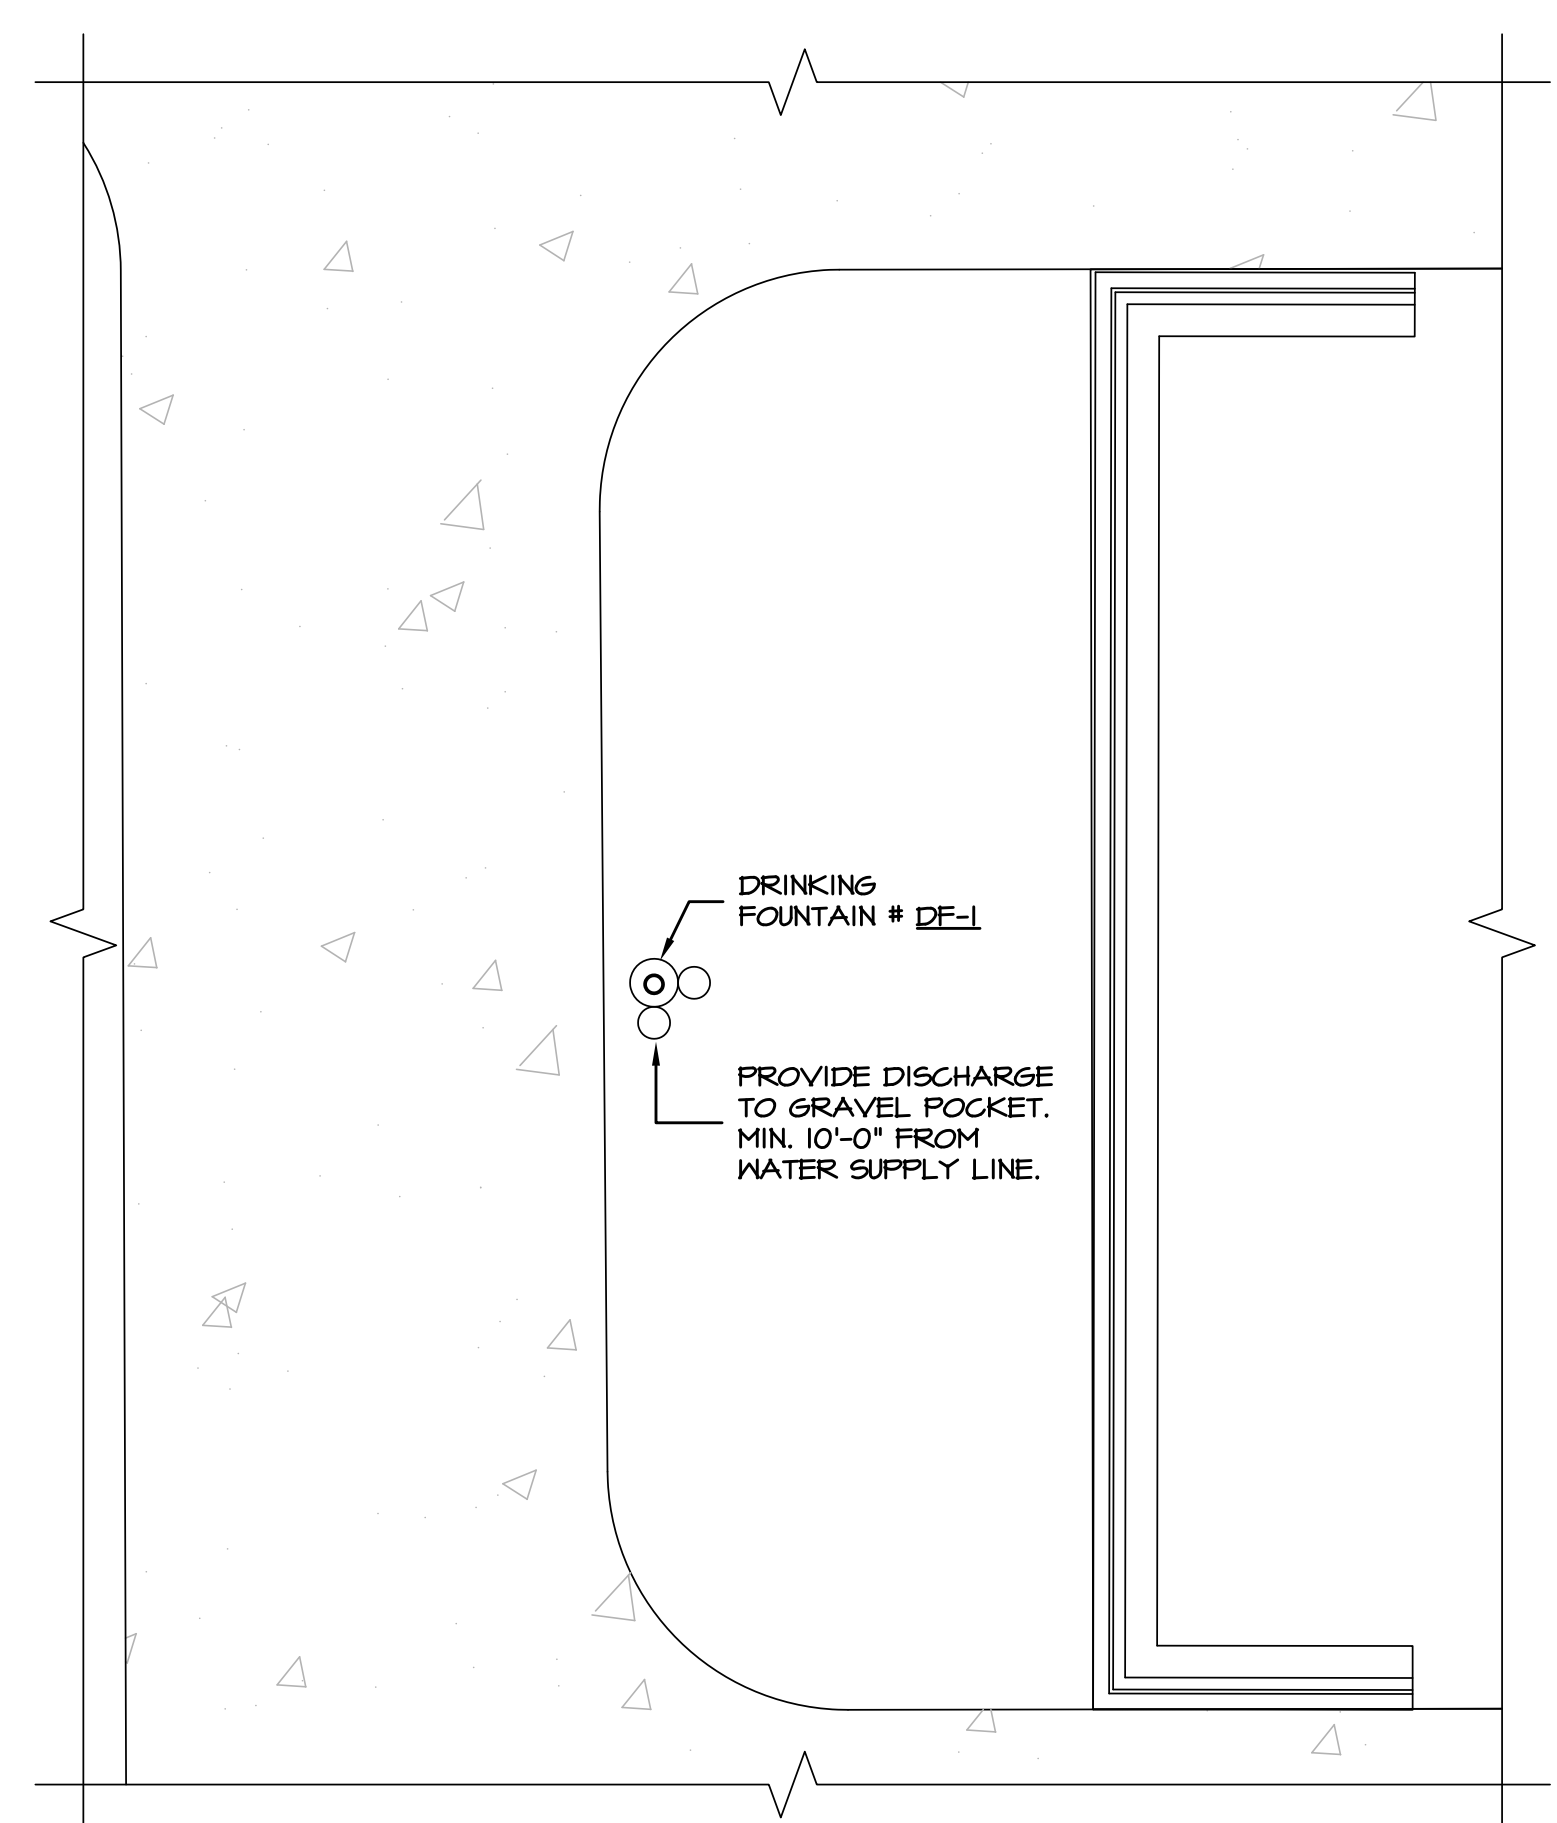 DRINKING
FOUNTAIN # DF-1
PROVIDE DISCHARGE
TO GRAVEL POCKET.
MIN. 10'-0" FROM
WATER SUPPLY LINE.